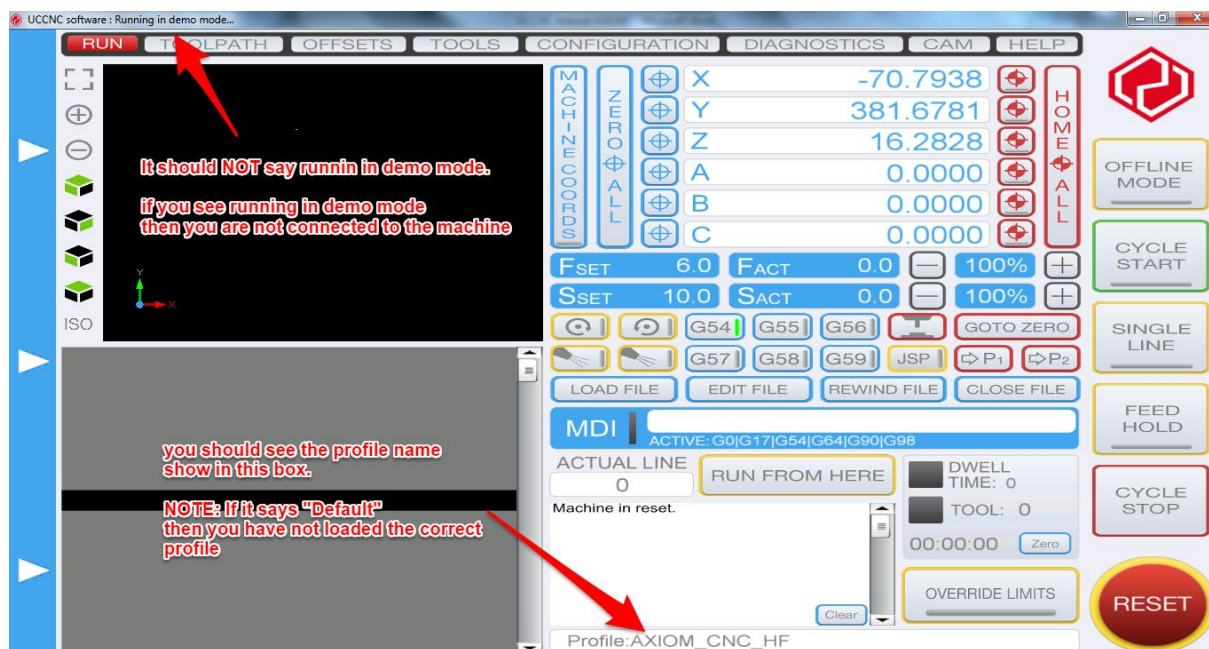 UCCNC software : Running in demo mode...
RUN TOOLPATH OFFSETS TOOLS CONFIGURATION DIAGNOSTICS CAM HELP
It should NOT say runnin in demo mode.
if you see running in demo mode
then you are not connected to the machine
Y
X
ISO
you should see the profile name
show in this box.
NOTE: If it says "Default"
then you have not loaded the correct
profile
MACHINE COORDS
ZERO ALL
X -70.7938
Y 381.6781
Z 16.2828
A 0.0000
B 0.0000
C 0.0000
HOME ALL
FSET 6.0 FACT 0.0 100%
SSET 10.0 SACT 0.0 100%
G54 G55 G56 GOTO ZERO
G57 G58 G59 JSP P1 P2
LOAD FILE EDIT FILE REWIND FILE CLOSE FILE
MDI
ACTIVE: G0|G17|G54|G64|G90|G98
ACTUAL LINE
0
RUN FROM HERE
DWELL
TIME: 0
TOOL: 0
00:00:00 Zero
Machine in reset.
Clear
OVERRIDE LIMITS
Profile:AXIOM_CNC_HF
OFFLINE
MODE
CYCLE
START
SINGLE
LINE
FEED
HOLD
CYCLE
STOP
RESET